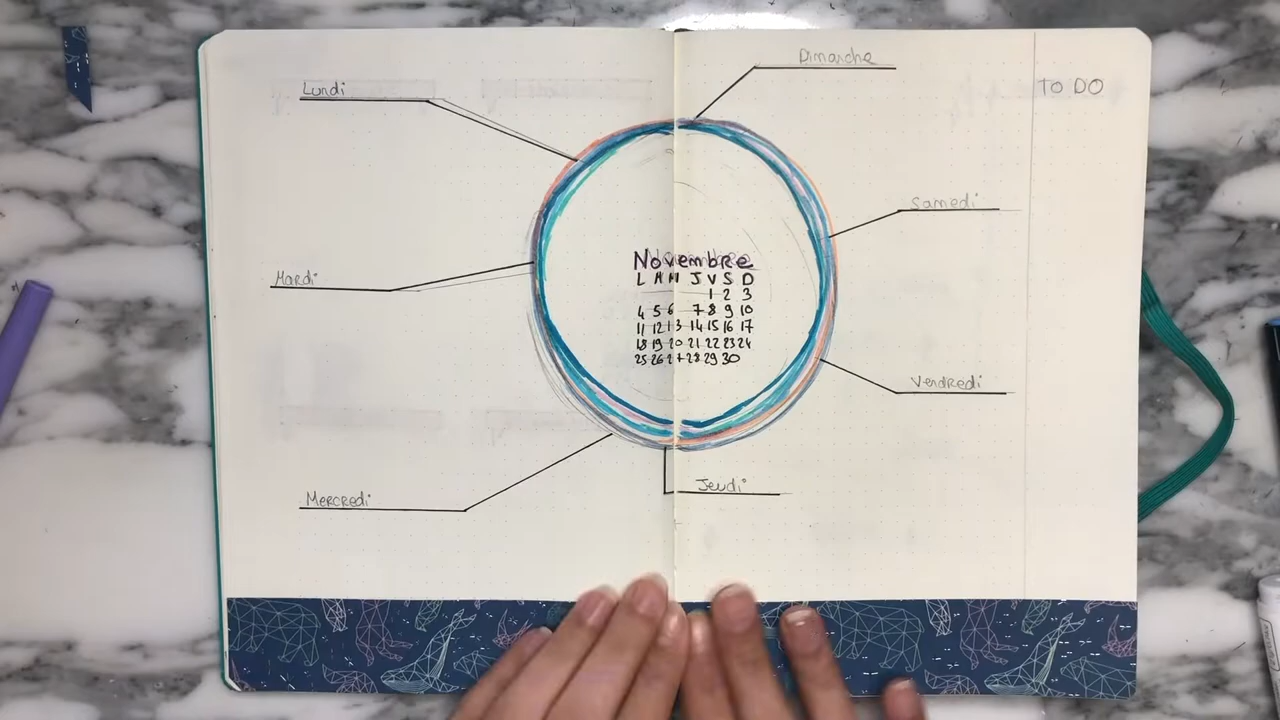 Dimanche
Lundi
TO DO
Samedi
Novembre
L M M J V S D
1 2 3
4 5 6 7 8 9 10
11 12 13 14 15 16 17
18 19 20 21 22 23 24
25 26 27 28 29 30
Mardi
Vendredi
Mercredi
Jeudi